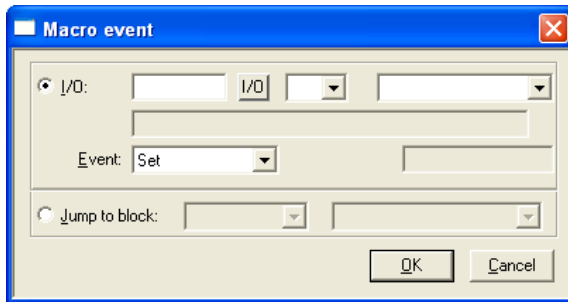 Macro event
I/O: I/O
Event: Set
Jump to block:
OK Cancel